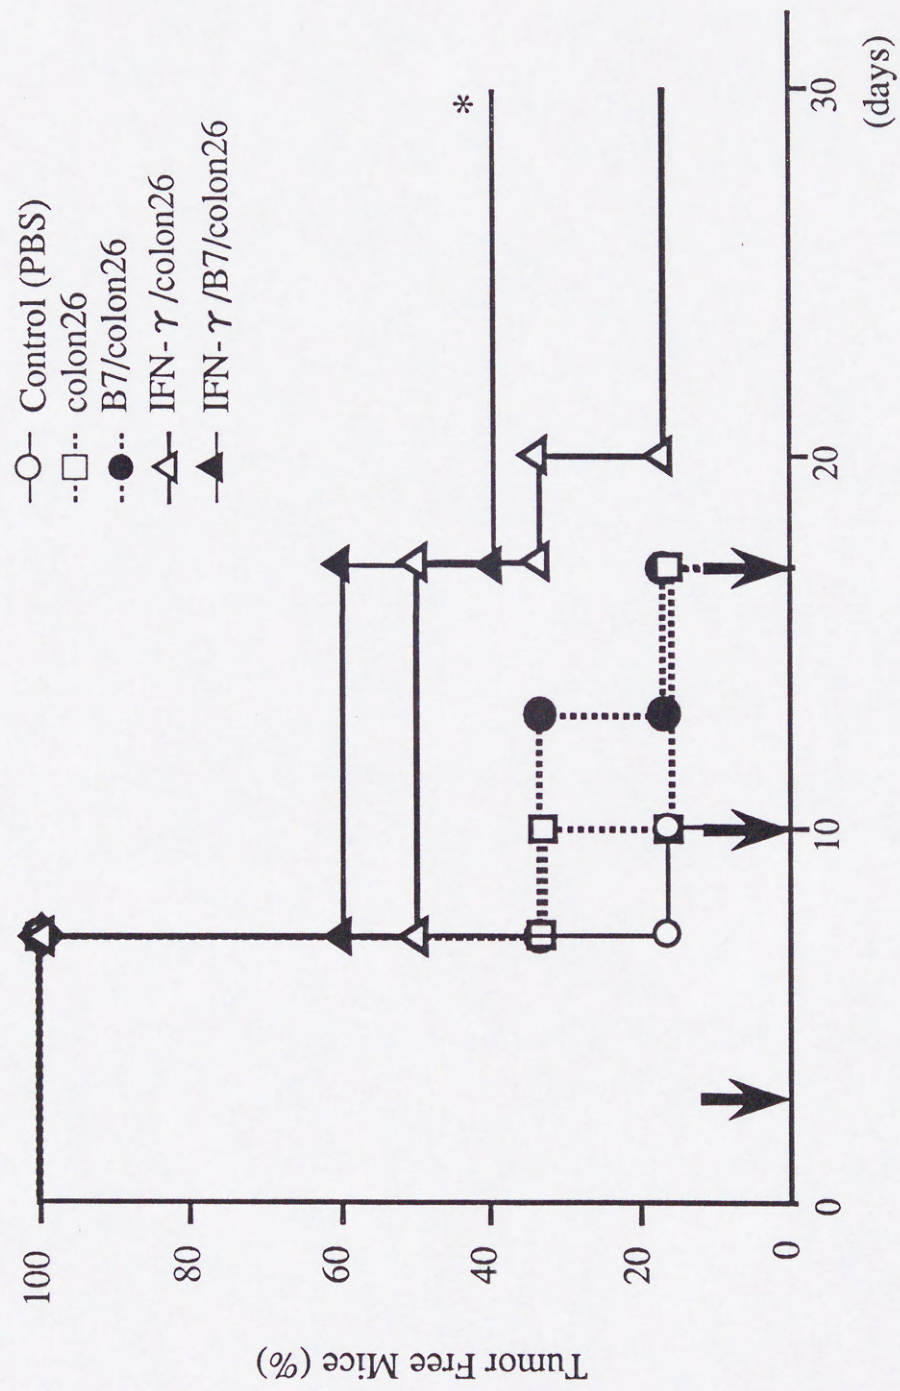 Control (PBS)
colon26
B7/colon26
IFN-γ/colon26
IFN-γ/B7/colon26
*
Tumor Free Mice (%)
100
80
60
40
20
0
0
10
20
30
(days)